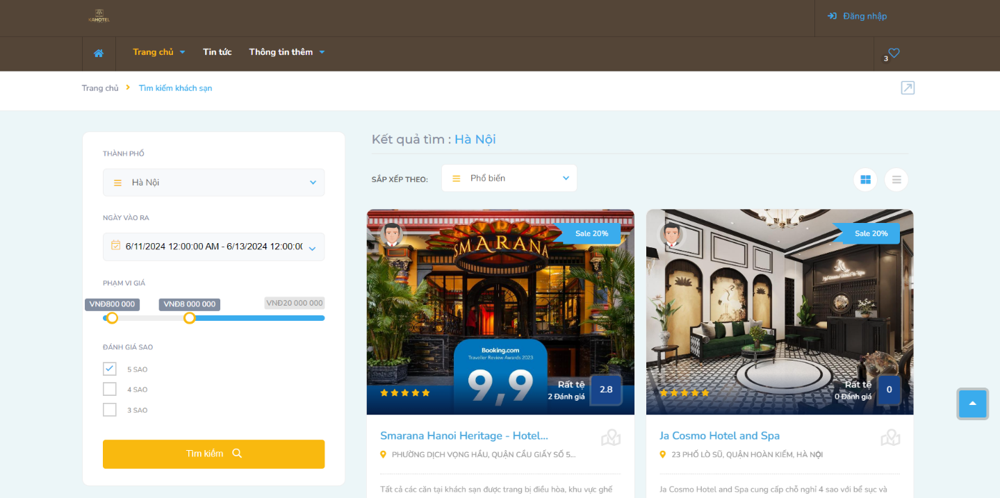 KAHOTEL
Đăng nhập
Trang chủ
Tin tức
Thông tin thêm
3
Trang chủ
Tìm kiếm khách sạn
THÀNH PHỐ
Hà Nội
NGÀY VÀO RA
6/11/2024 12:00:00 AM - 6/13/2024 12:00:0
PHẠM VI GIÁ
VNĐ800 000
VNĐ8 000 000
VNĐ20 000 000
ĐÁNH GIÁ SAO
5 SAO
4 SAO
3 SAO
Tìm kiếm
Kết quả tìm : Hà Nội
SẮP XẾP THEO:
Phổ biến
Sale 20%
SMARANA
Booking.com
Traveller Review Awards 2023
9,9
Rất tệ
2 Đánh giá
2.8
Smarana Hanoi Heritage - Hotel...
PHƯỜNG DỊCH VỌNG HẦU, QUẬN CẦU GIẤY SỐ 5...
Tất cả các căn tại khách sạn được trang bị điều hòa, khu vực ghế
Sale 20%
Ja Cosmo Hotel & Spa
Rất tệ
0 Đánh giá
0
Ja Cosmo Hotel and Spa
23 PHỐ LÒ SŨ, QUẬN HOÀN KIẾM, HÀ NỘI
Ja Cosmo Hotel and Spa cung cấp chỗ nghỉ 4 sao với bể sục và